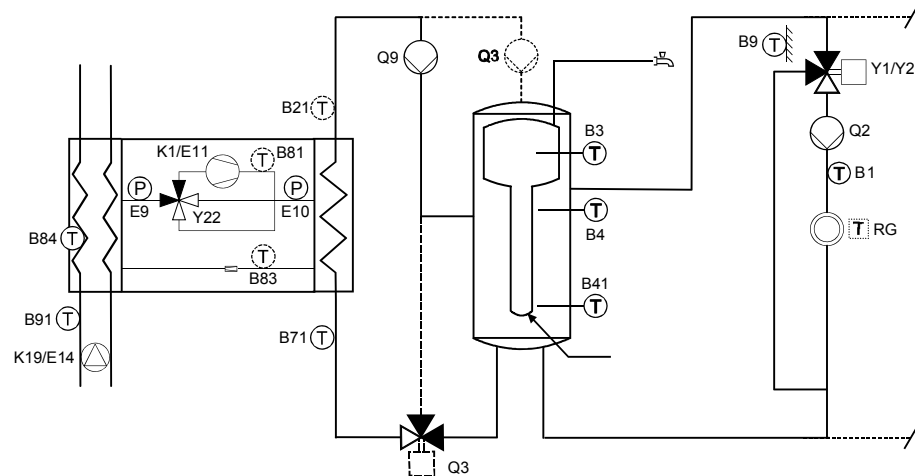 Q9
Q3
B9
T
Y1/Y2
B21
T
K1/E11
T
B81
B3
T
Q2
P
P
T
B1
E9
Y22
E10
T
B4
T
RG
B84
T
T
B83
B41
T
B91
T
B71
T
K19/E14
Q3